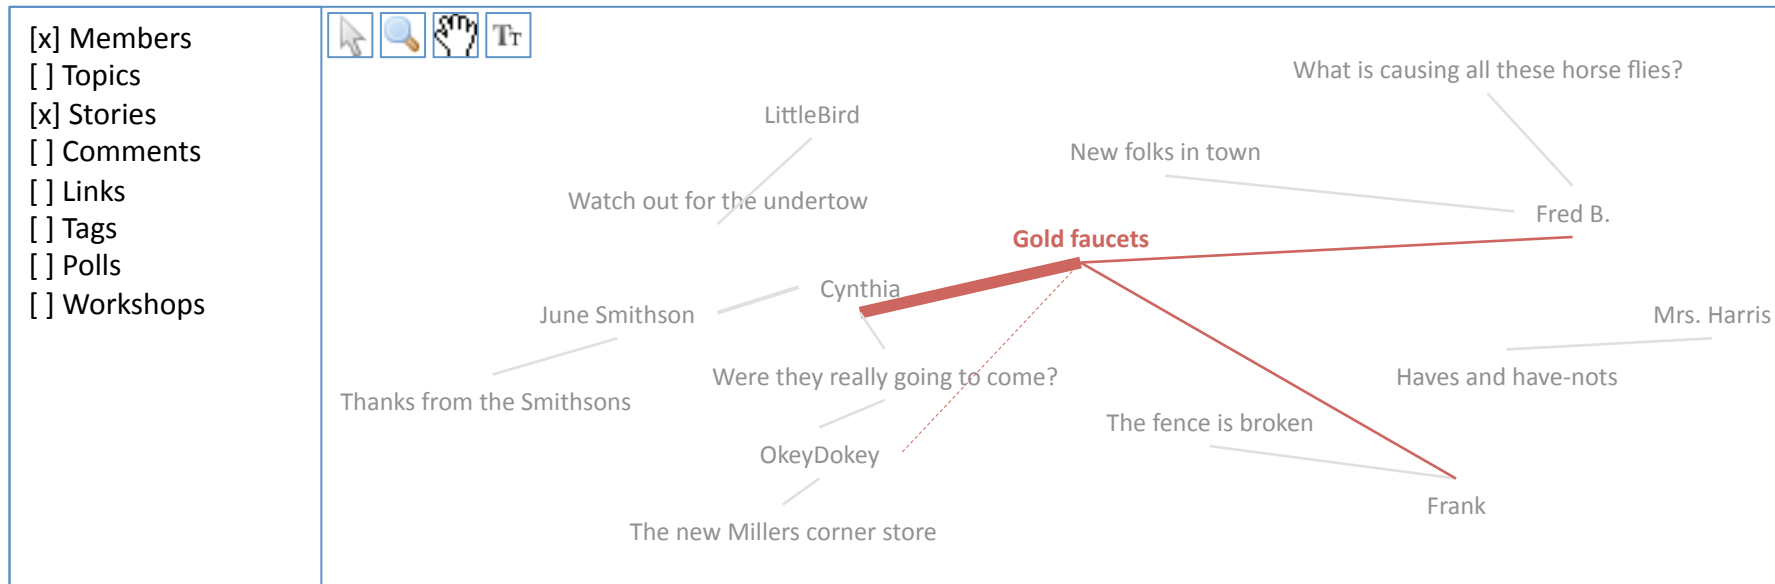 [x] Members
[ ] Topics
[x] Stories
[ ] Comments
[ ] Links
[ ] Tags
[ ] Polls
[ ] Workshops
TT
What is causing all these horse flies?
LittleBird
New folks in town
Watch out for the undertow
Fred B.
Gold faucets
Cynthia
June Smithson
Mrs. Harris
Were they really going to come?
Haves and have-nots
Thanks from the Smithsons
The fence is broken
OkeyDokey
Frank
The new Millers corner store